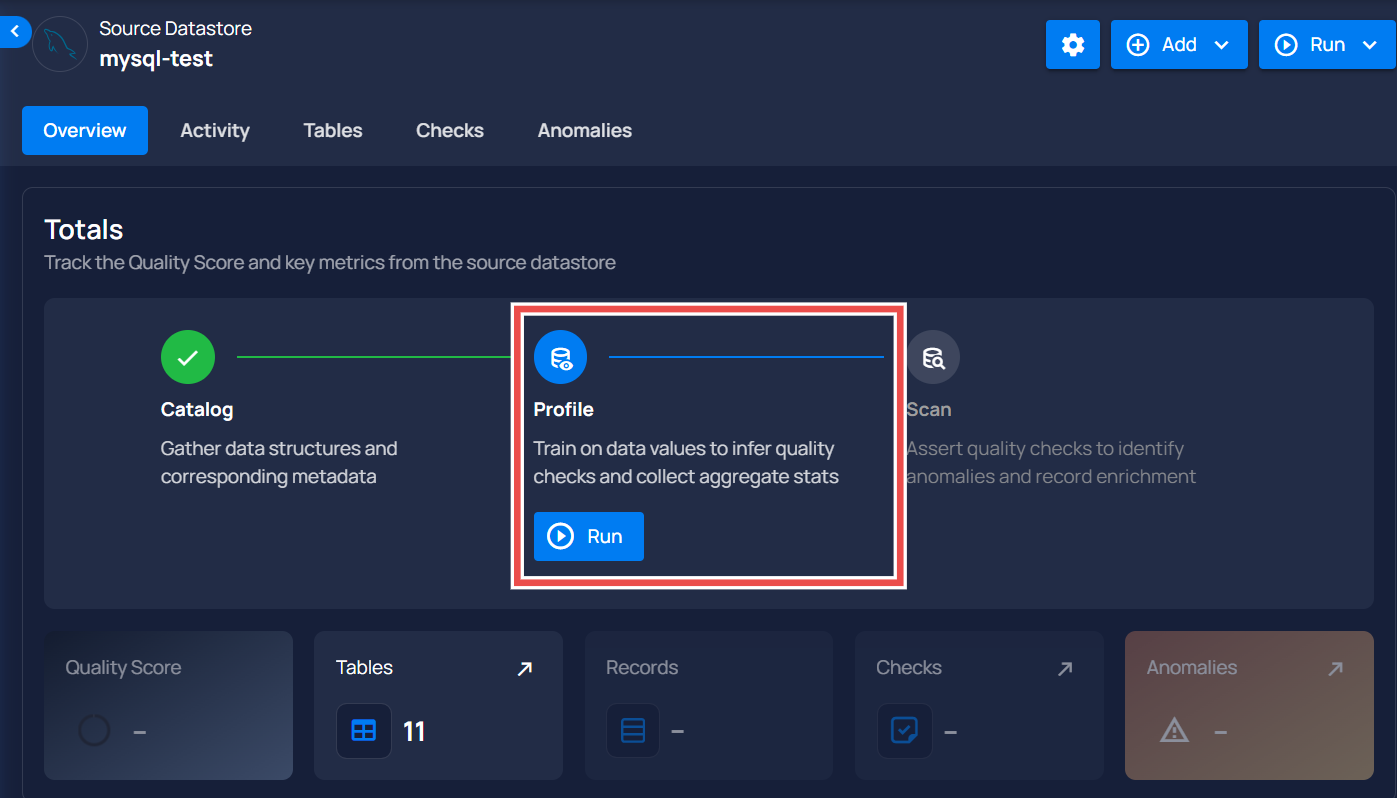 Source Datastore
mysql-test
Add
Run
Overview
Activity
Tables
Checks
Anomalies
Totals
Track the Quality Score and key metrics from the source datastore
Catalog
Gather data structures and
corresponding metadata
Profile
Train on data values to infer quality
checks and collect aggregate stats
Run
Scan
Assert quality checks to identify
anomalies and record enrichment
Quality Score
–
Tables
11
Records
–
Checks
–
Anomalies
–